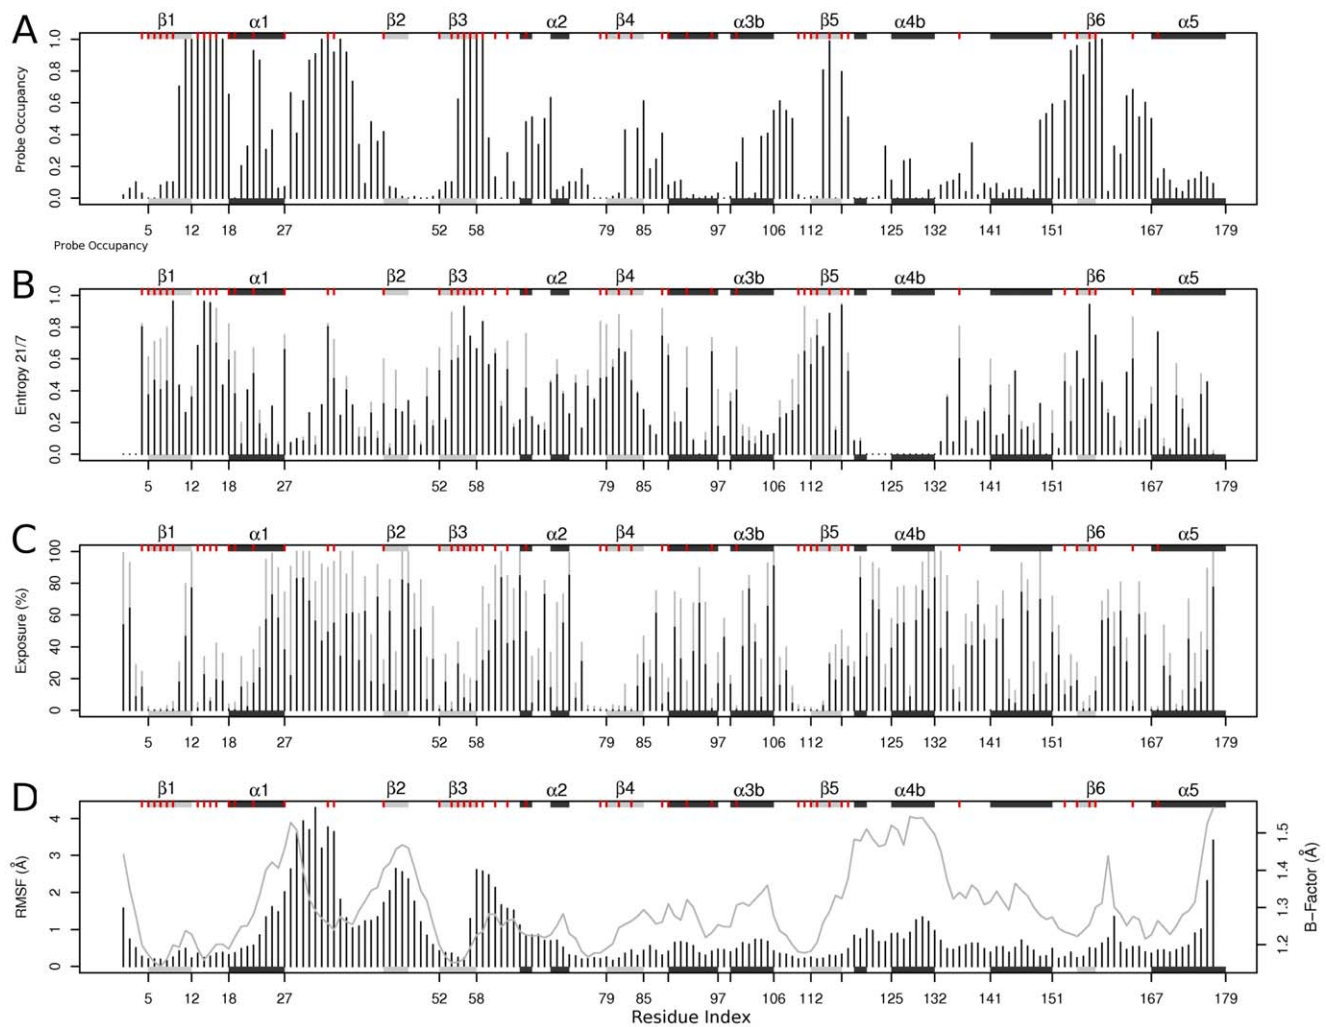 A
β1 α1 β2 β3 α2 β4 α3b β5 α4b β6 α5
Probe Occupancy
1.0
0.8
0.6
0.4
0.2
0.0
5 12 18 27 52 58 79 85 97 106 112 125 132 141 151 167 179
Probe Occupancy
B
β1 α1 β2 β3 α2 β4 α3b β5 α4b β6 α5
Entropy 21/7
1.0
0.8
0.6
0.4
0.2
0.0
5 12 18 27 52 58 79 85 97 106 112 125 132 141 151 167 179
C
β1 α1 β2 β3 α2 β4 α3b β5 α4b β6 α5
Exposure (%)
100
80
60
40
20
0
5 12 18 27 52 58 79 85 97 106 112 125 132 141 151 167 179
D
β1 α1 β2 β3 α2 β4 α3b β5 α4b β6 α5
RMSF (Å)
4
3
2
1
0
1.5
1.4
1.3
1.2
B−Factor (Å)
5 12 18 27 52 58 79 85 97 106 112 125 132 141 151 167 179
Residue Index